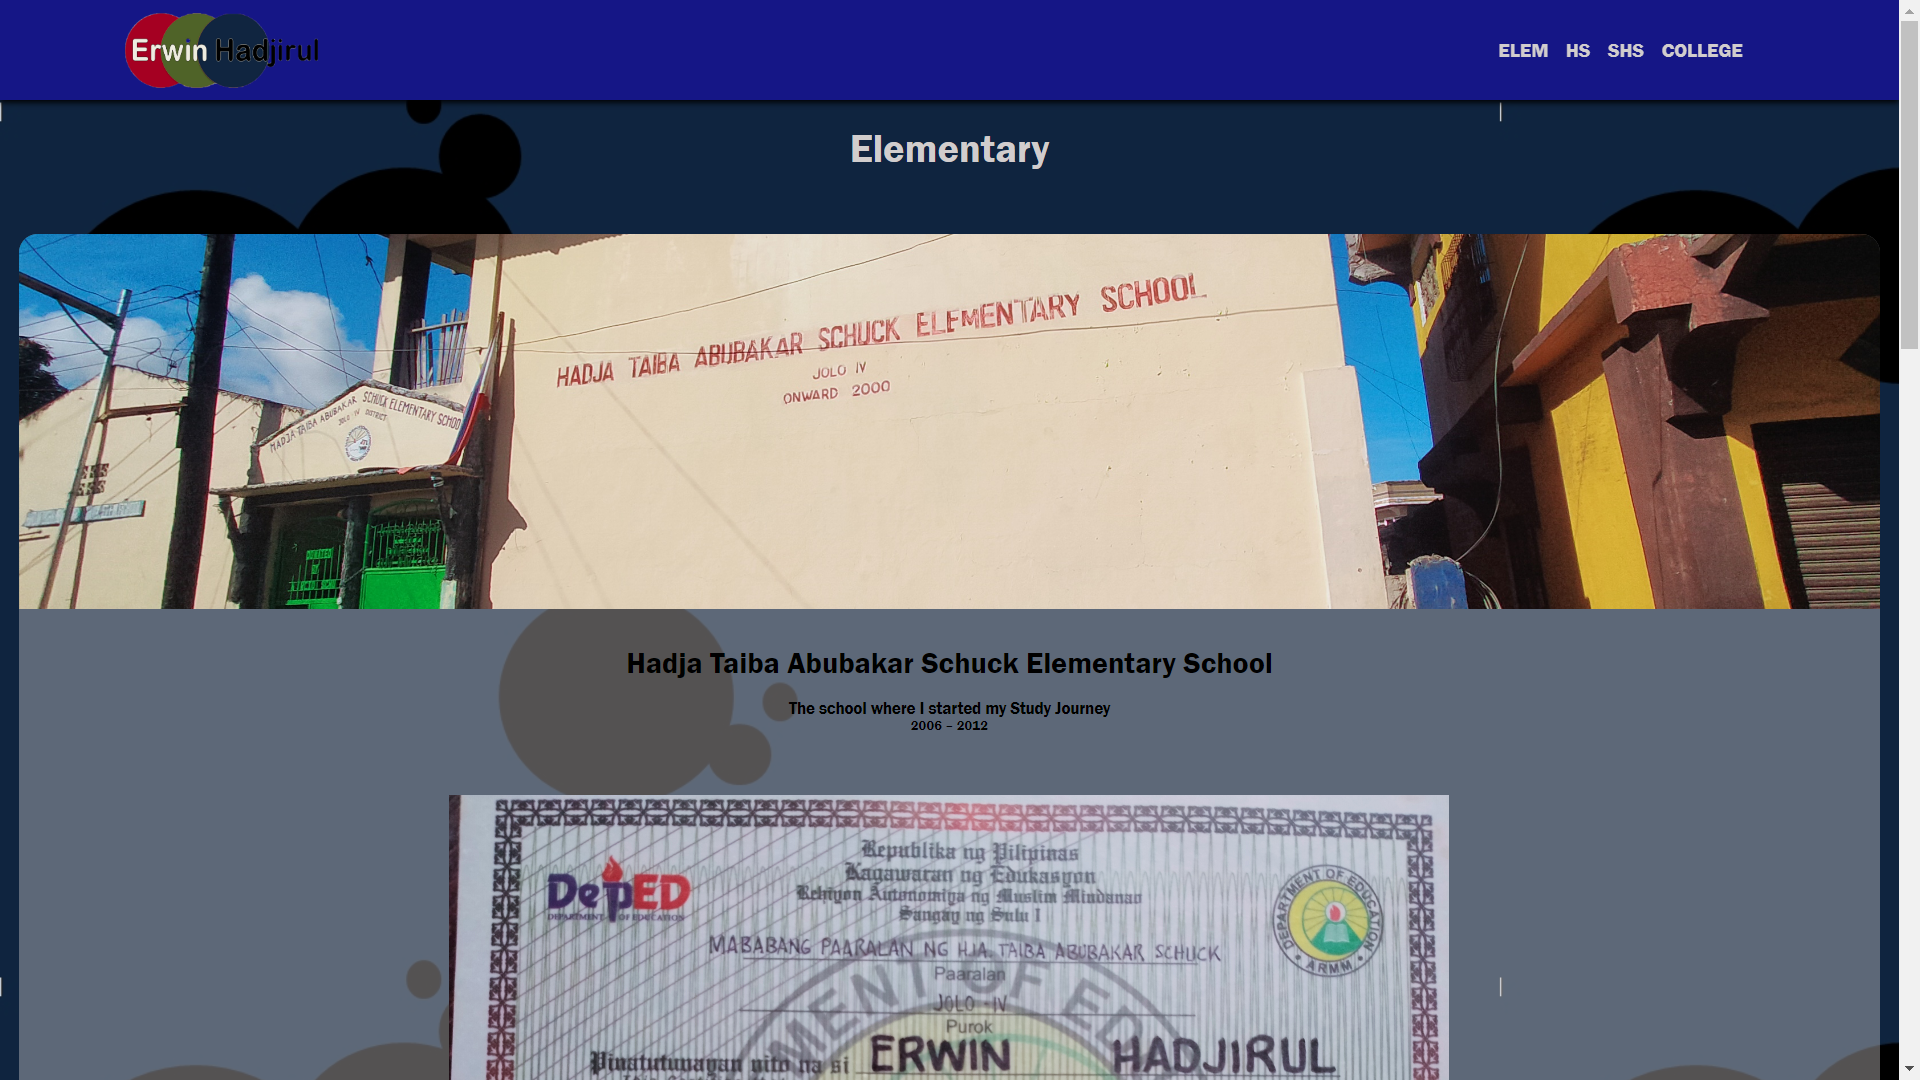 Erwin Hadjirul
ELEM HS SHS COLLEGE
Elementary
HADJA TAIBA ABUBAKAR SCHUCK ELEMENTARY SCHOOL
JOLO IV
ONWARD 2000
HADJA TAIBA ABUBAKAR SCHUCK ELEMENTARY SCHOOL
JOLO IV DISTRICT
Hadja Taiba Abubakar Schuck Elementary School
The school where I started my Study Journey
2006 – 2012
Republika ng Pilipinas
Kagawaran ng Edukasyon
Rehiyon Autonomiya ng Muslim Mindanao
Sangay ng Sulu I
DepED
DEPARTMENT OF EDUCATION
DEPARTMENT OF EDUCATION
• ARMM •
MABABANG PAARALAN NG HJA. TAIBA ABUBAKAR SCHUCK
Paaralan
JOLO - IV
Purok
Pinatutunayan nito na si ERWIN HADJIRUL